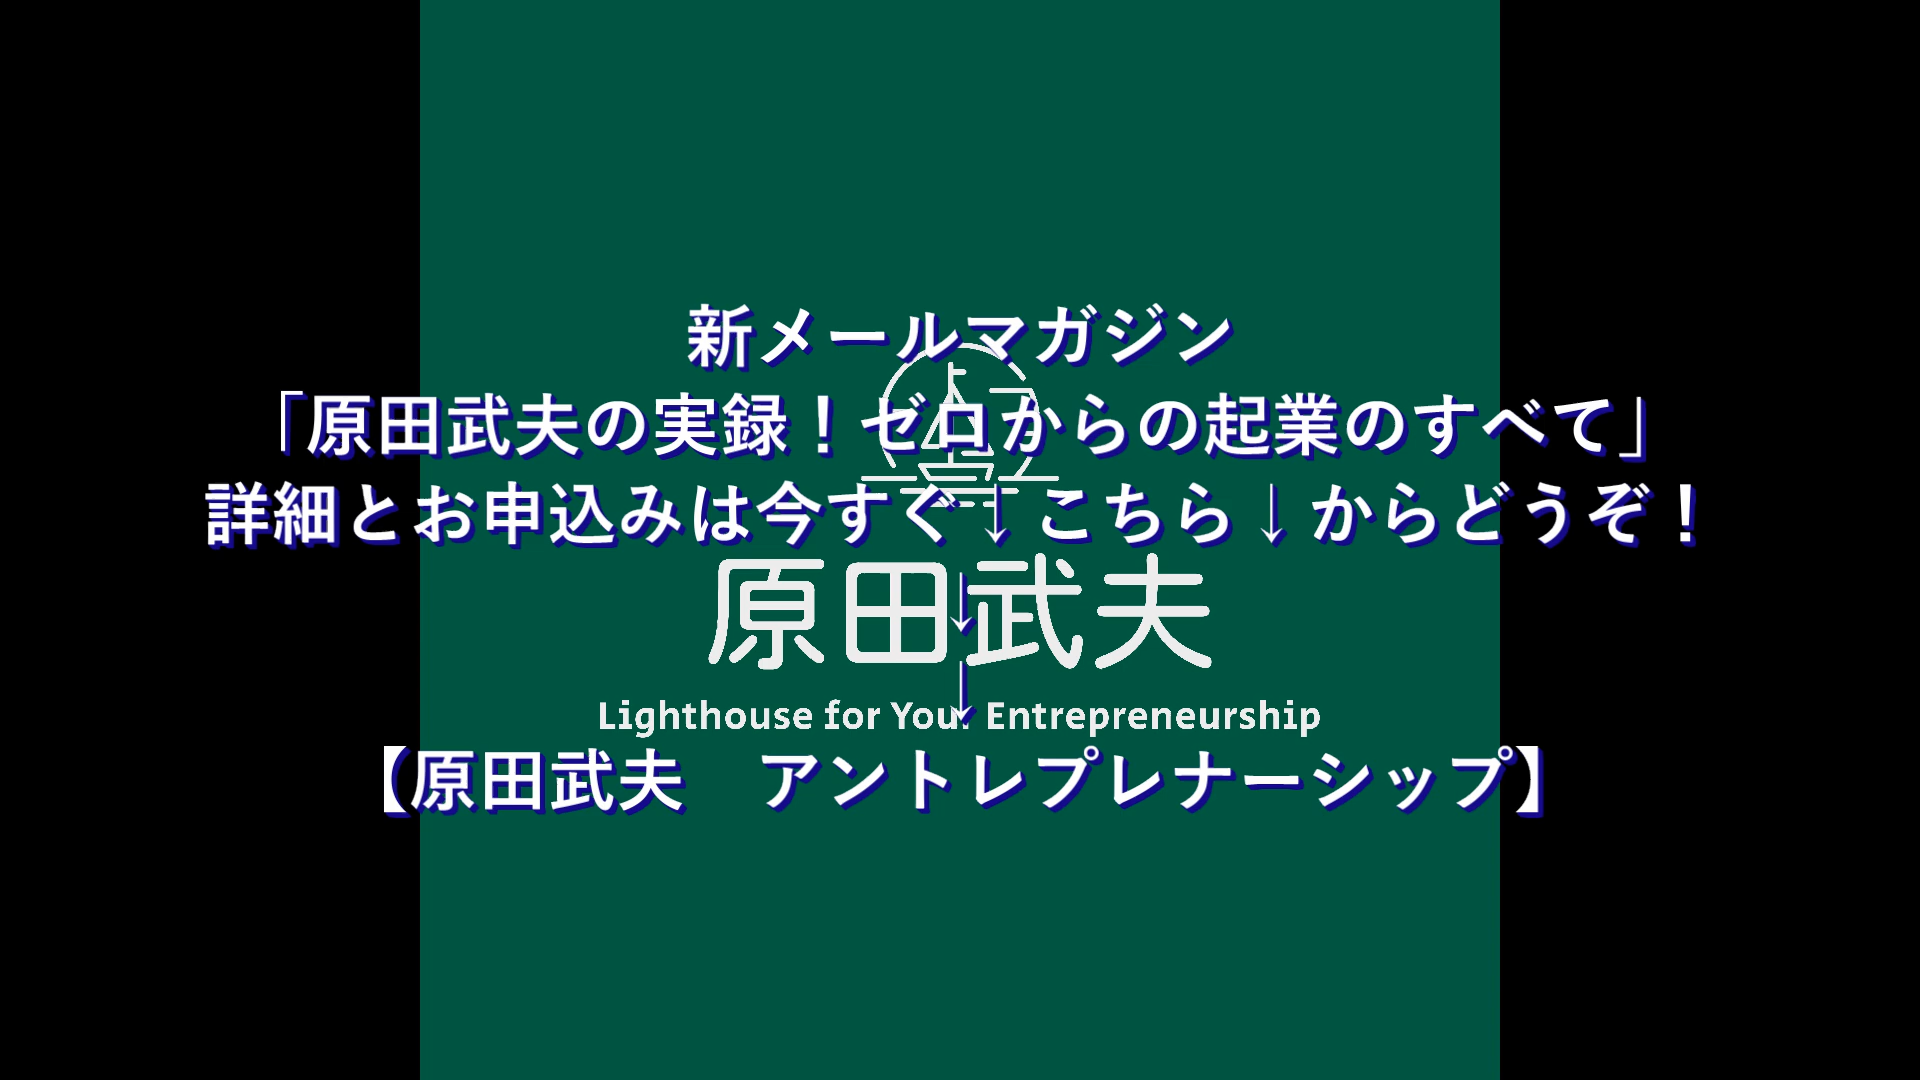 新メールマガジン
「原田武夫の実録！ゼロからの起業のすべて」
詳細とお申込みは今すぐ↓こちら↓からどうぞ！
↓
原田武夫
↓
Lighthouse for Your Entrepreneurship
【原田武夫　アントレプレナーシップ】